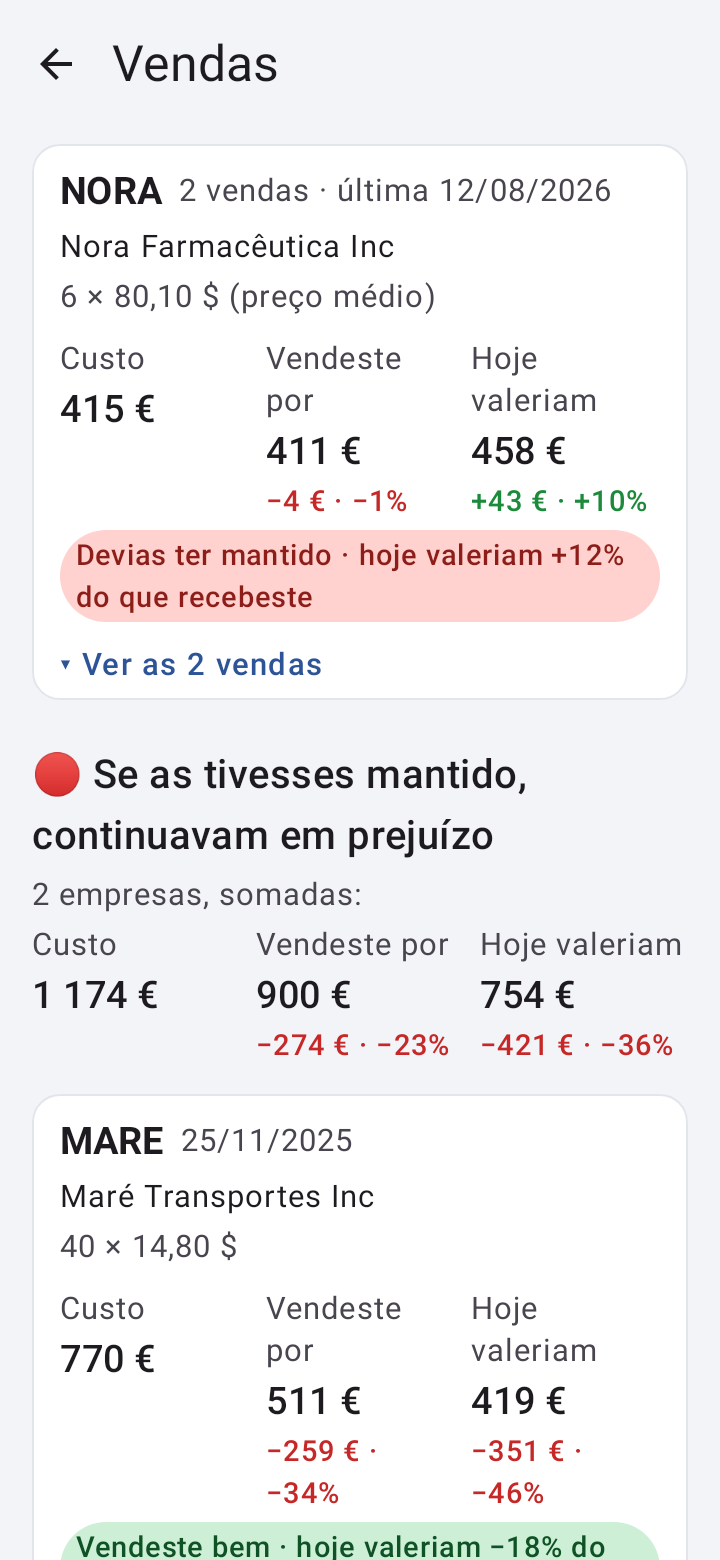 Vendas
NORA 2 vendas · última 12/08/2026
Nora Farmacêutica Inc
6 × 80,10 $ (preço médio)
Custo
415 €
Vendeste
por
411 €
−4 € · −1%
Hoje
valeriam
458 €
+43 € · +10%
Devias ter mantido · hoje valeriam +12%
do que recebeste
▾ Ver as 2 vendas
🔴 Se as tivesses mantido,
continuavam em prejuízo
2 empresas, somadas:
Custo
1 174 €
Vendeste por
900 €
−274 € · −23%
Hoje valeriam
754 €
−421 € · −36%
MARE 25/11/2025
Maré Transportes Inc
40 × 14,80 $
Custo
770 €
Vendeste
por
511 €
−259 € ·
−34%
Hoje
valeriam
419 €
−351 € ·
−46%
Vendeste bem · hoje valeriam −18% do